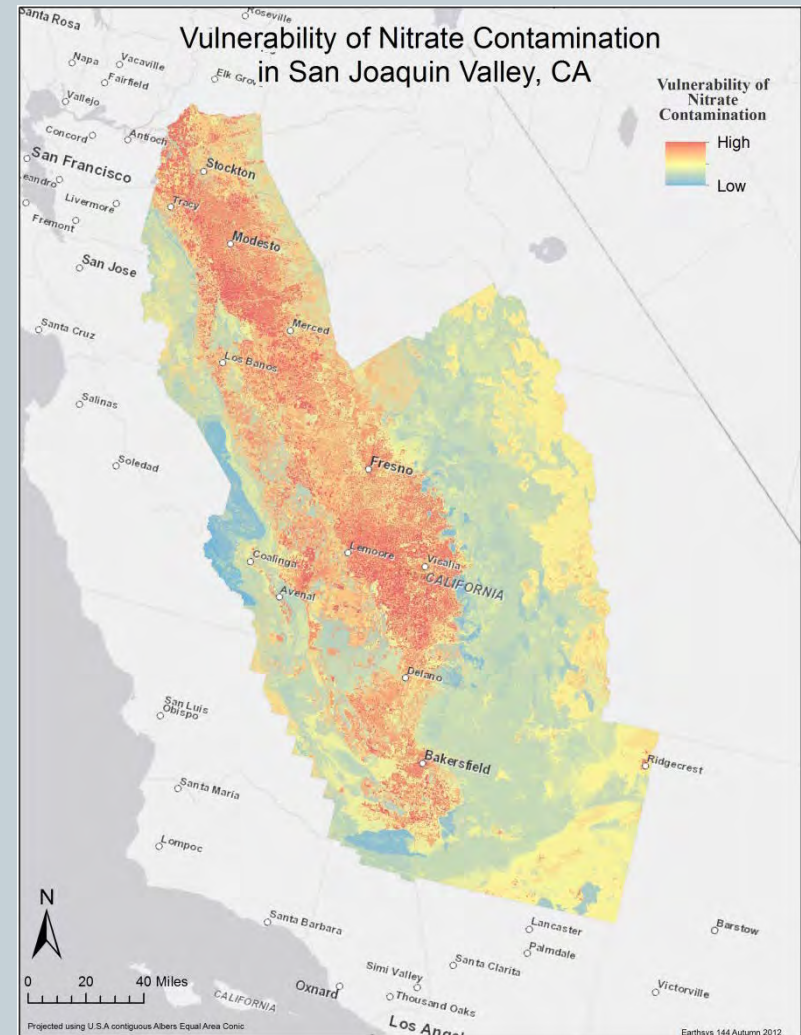 Roseville
Santa Rosa
Vulnerability of Nitrate Contamination
in San Joaquin Valley, CA
Napa
Vacaville
Fairfield
Vallejo
Vulnerability of
Nitrate
Contamination
High
Low
Concord
Antioch
San Francisco
Stockton
Livermore
Tracy
Fremont
Modesto
San Jose
Santa Cruz
Merced
Los Banos
Salinas
Soledad
Fresno
Lemoore
Visalia
CALIFORNIA
Coalinga
Avenal
Delano
San Luis
Obispo
Bakersfield
Ridgecrest
Santa Maria
Lompoc
N
Santa Barbara
Lancaster
Barstow
Palmdale
Santa Clarita
Simi Valley
0 20 40 Miles
Oxnard
Thousand Oaks
Victorville
CALIFORNIA
Projected using U.S.A contiguous Albers Equal Area Conic
Earthsys 144 Autumn 2012